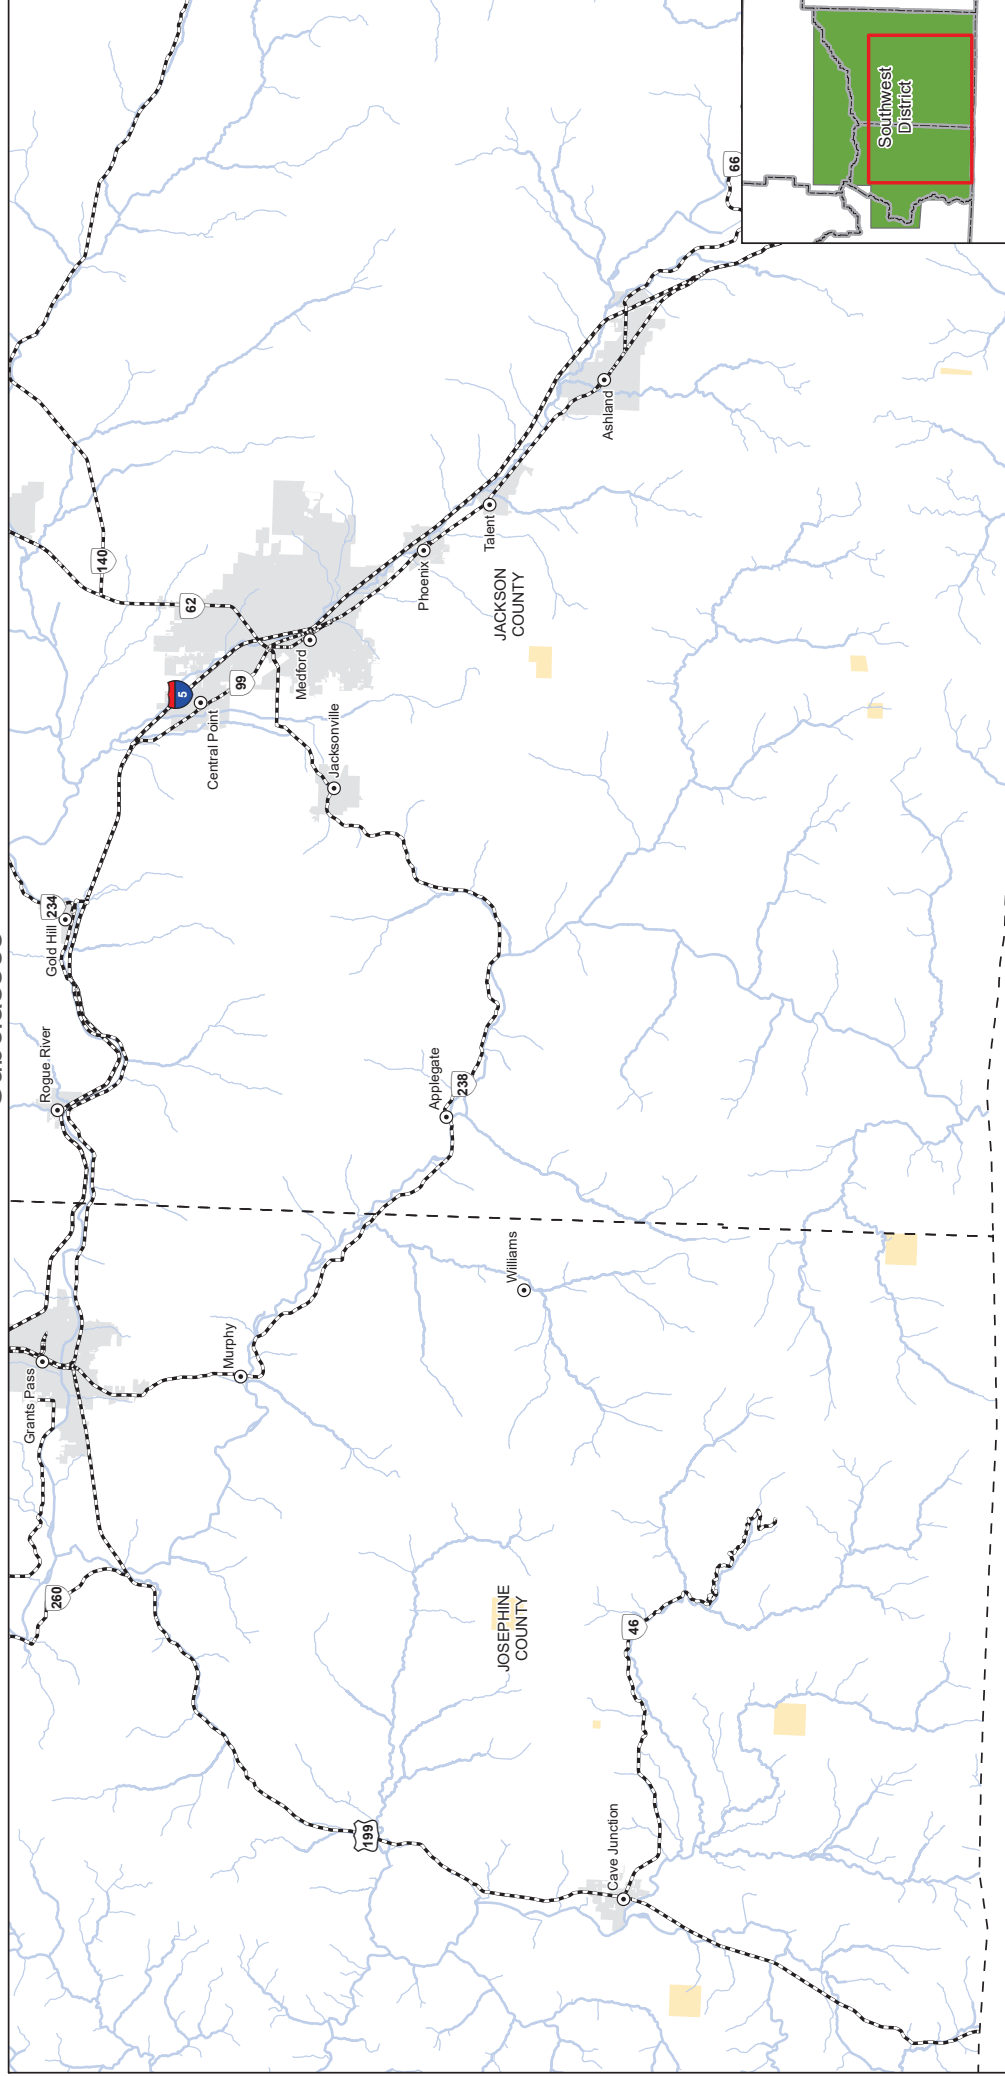 260
Grants Pass
Rogue River
Gold Hill
234
140
62
5
Central Point
99
Murphy
Medford
Jacksonville
199
Applegate
238
Phoenix
Talent
JACKSON
COUNTY
Williams
JOSEPHINE
COUNTY
Ashland
Cave Junction
46
66
Southwest
District